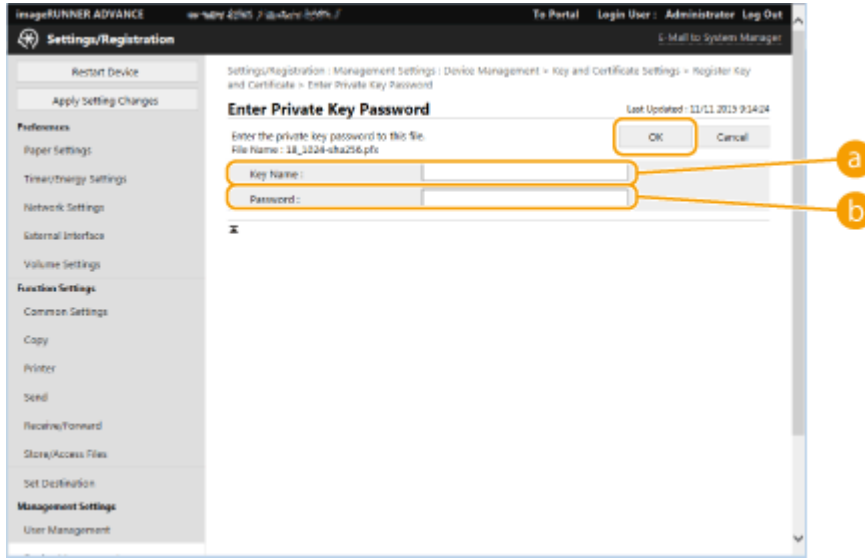 imageRUNNER ADVANCE
To Portal Login User : Administrator Log Out
Settings/Registration
E-Mail to System Manager
Restart Device
Apply Setting Changes
Preferences
Paper Settings
Timer/Energy Settings
Network Settings
External Interface
Volume Settings
Function Settings
Common Settings
Copy
Printer
Send
Receive/Forward
Store/Access Files
Set Destination
Management Settings
User Management
Settings/Registration : Management Settings : Device Management > Key and Certificate Settings > Register Key
and Certificate > Enter Private Key Password
Enter Private Key Password
Last Updated : 11/11 2015 9:14:24
Enter the private key password to this file.
File Name : 18_1024-sha256.pfx
OK
Cancel
Key Name :
Password :
a
b